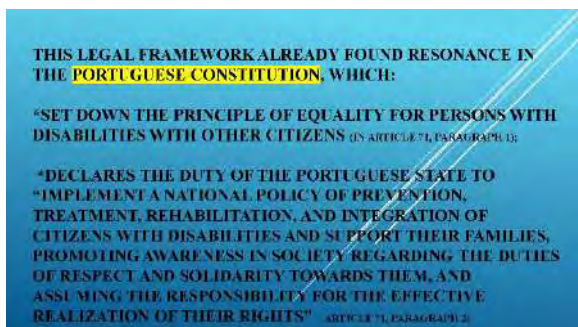 THIS LEGAL FRAMEWORK ALREADY FOUND RESONANCE IN
THE PORTUGUESE CONSTITUTION, WHICH:
*SET DOWN THE PRINCIPLE OF EQUALITY FOR PERSONS WITH
DISABILITIES WITH OTHER CITIZENS (IN ARTICLE 71, PARAGRAPH 1);
*DECLARES THE DUTY OF THE PORTUGUESE STATE TO
“IMPLEMENT A NATIONAL POLICY OF PREVENTION,
TREATMENT, REHABILITATION, AND INTEGRATION OF
CITIZENS WITH DISABILITIES AND SUPPORT THEIR FAMILIES,
PROMOTING AWARENESS IN SOCIETY REGARDING THE DUTIES
OF RESPECT AND SOLIDARITY TOWARDS THEM, AND
ASSUMING THE RESPONSIBILITY FOR THE EFFECTIVE
REALIZATION OF THEIR RIGHTS” ARTICLE 71, PARAGRAPH 2)